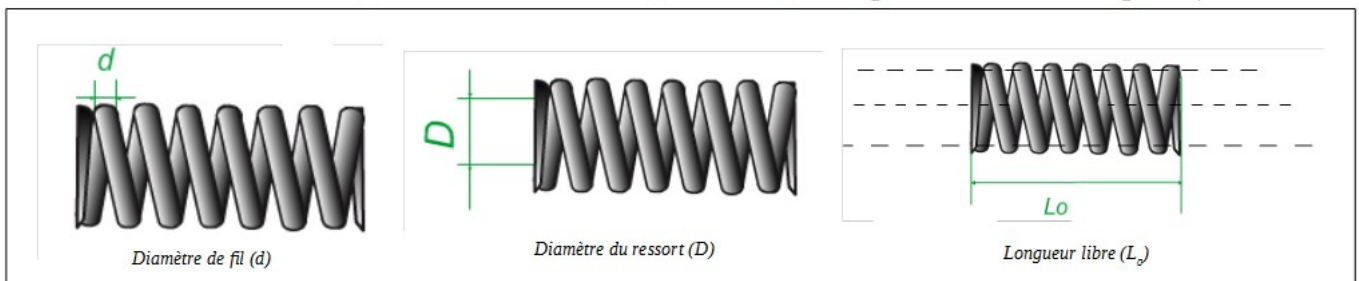 d
D
Lo
Diamètre de fil (d)
Diamètre du ressort (D)
Longueur libre (Lo)